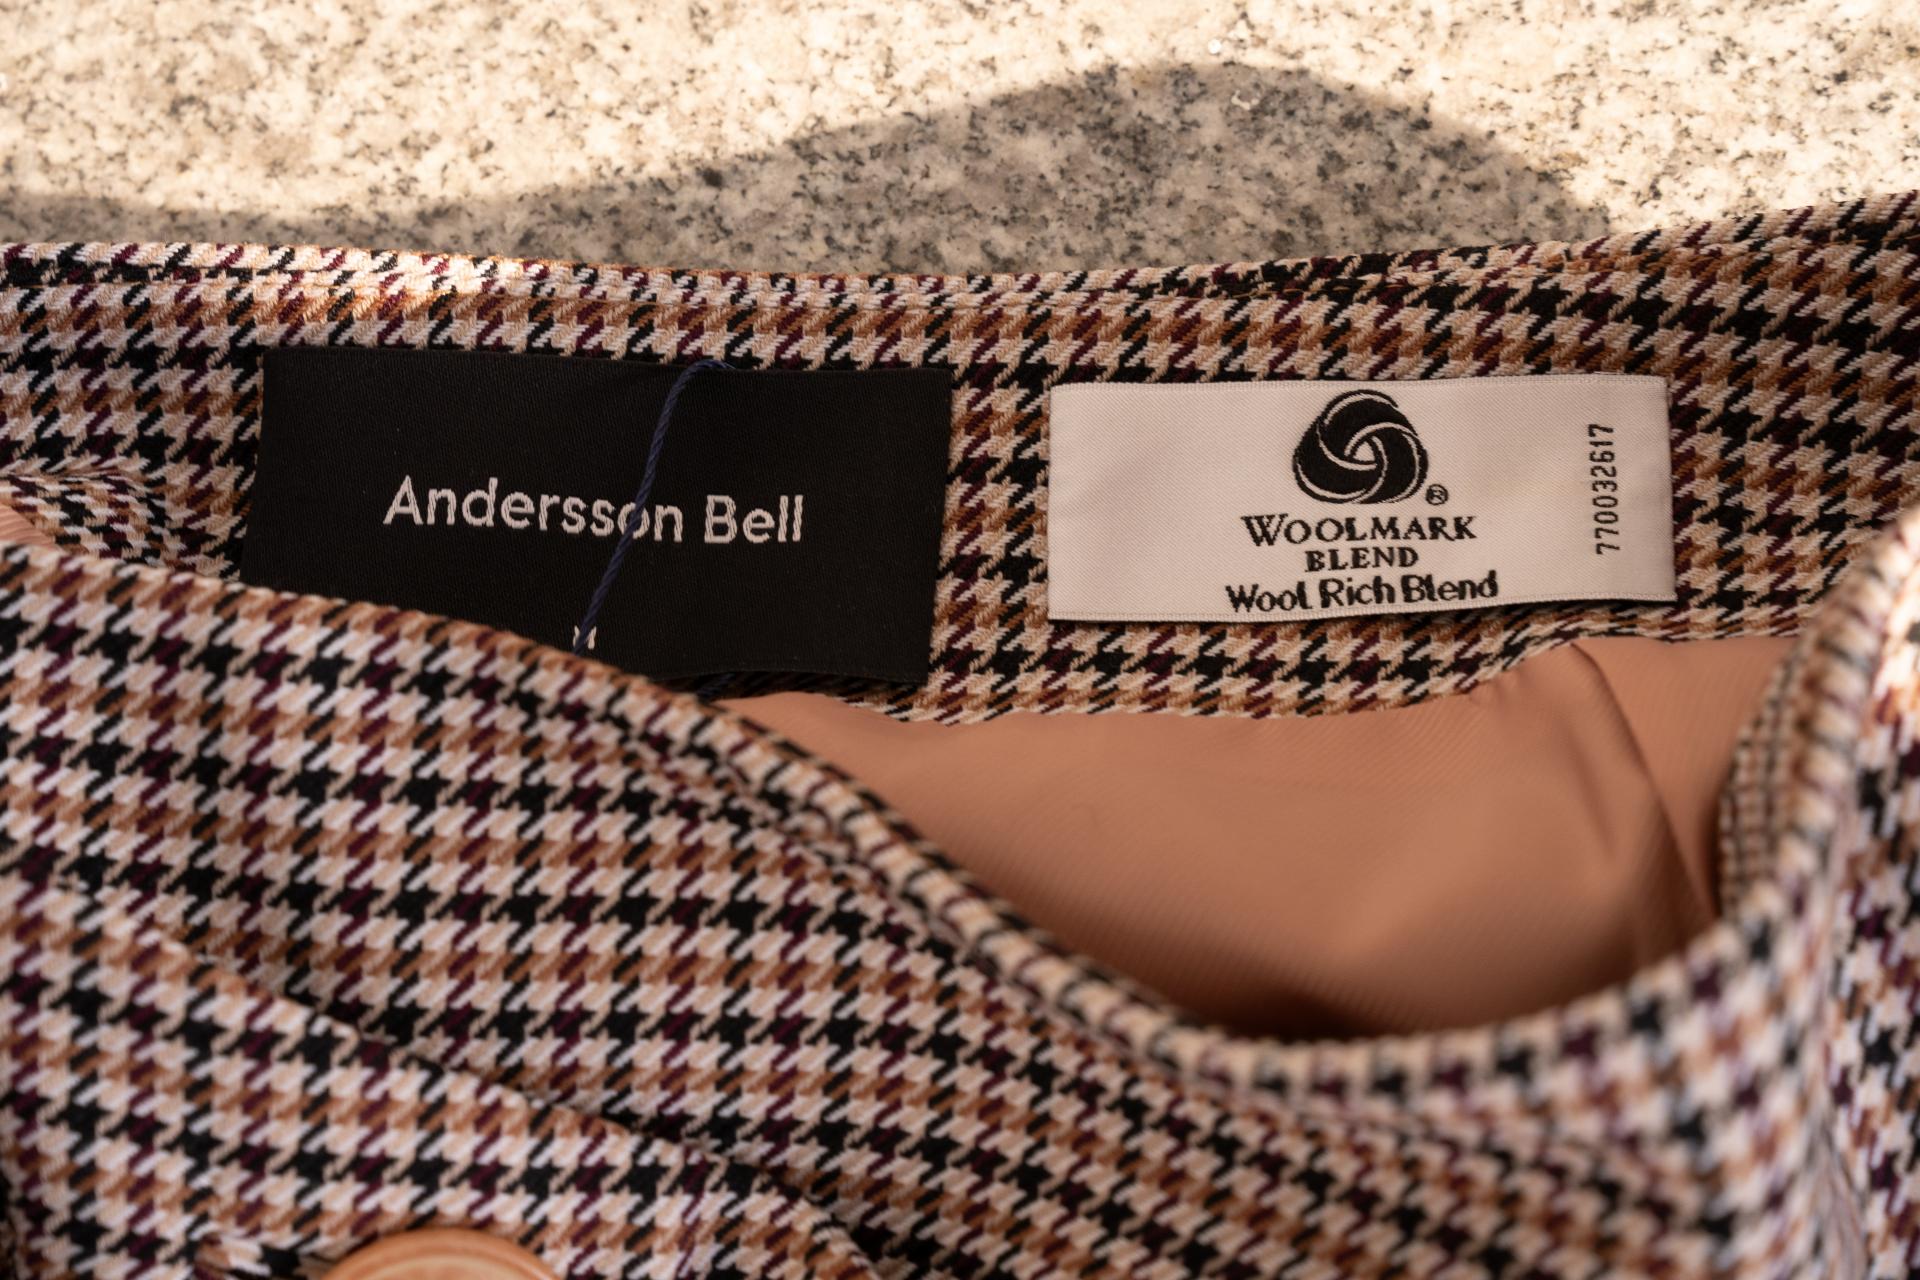 Andersson Bell
M
®
WOOLMARK
BLEND
Wool Rich Blend
770032617